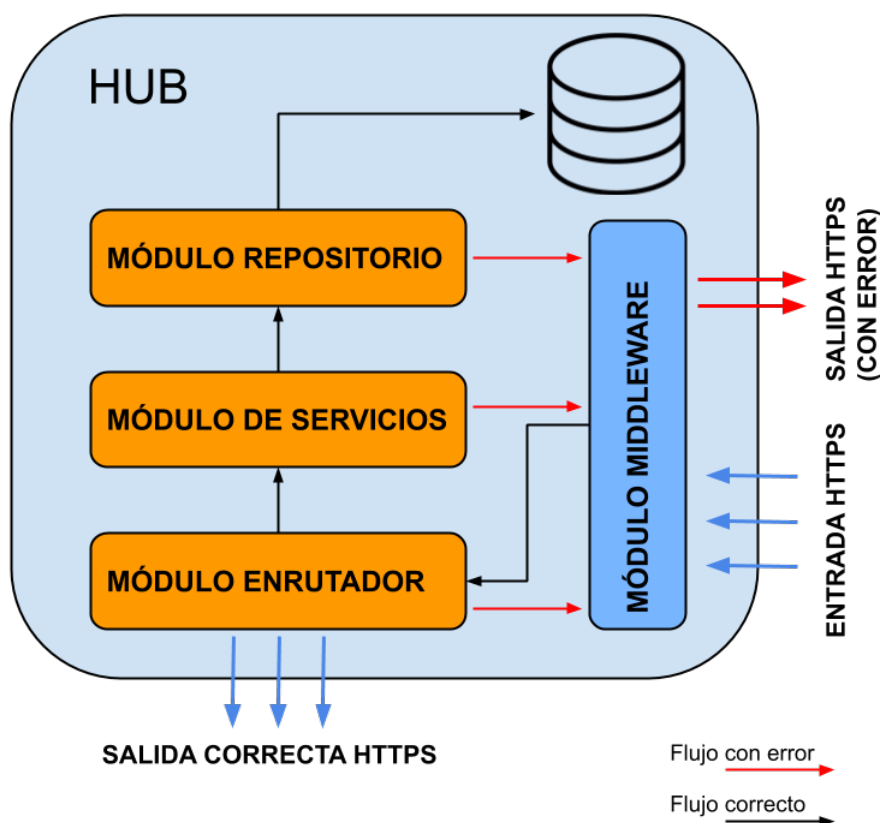 HUB
MÓDULO REPOSITORIO
MÓDULO DE SERVICIOS
MÓDULO ENRUTADOR
MÓDULO MIDDLEWARE
SALIDA HTTPS
(CON ERROR)
ENTRADA HTTPS
SALIDA CORRECTA HTTPS
Flujo con error
Flujo correcto